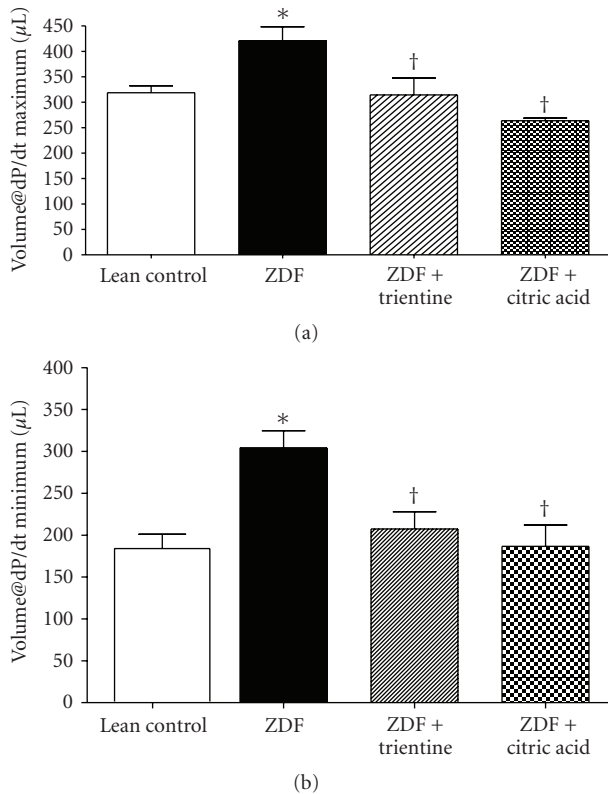 Volume@dP/dt maximum (µL)
450
400
350
300
250
200
150
100
50
0
*
†
†
Lean control
ZDF
ZDF +
trientine
ZDF +
citric acid
(a)
Volume@dP/dt minimum (µL)
400
350
300
250
200
150
100
50
0
*
†
†
Lean control
ZDF
ZDF +
trientine
ZDF +
citric acid
(b)